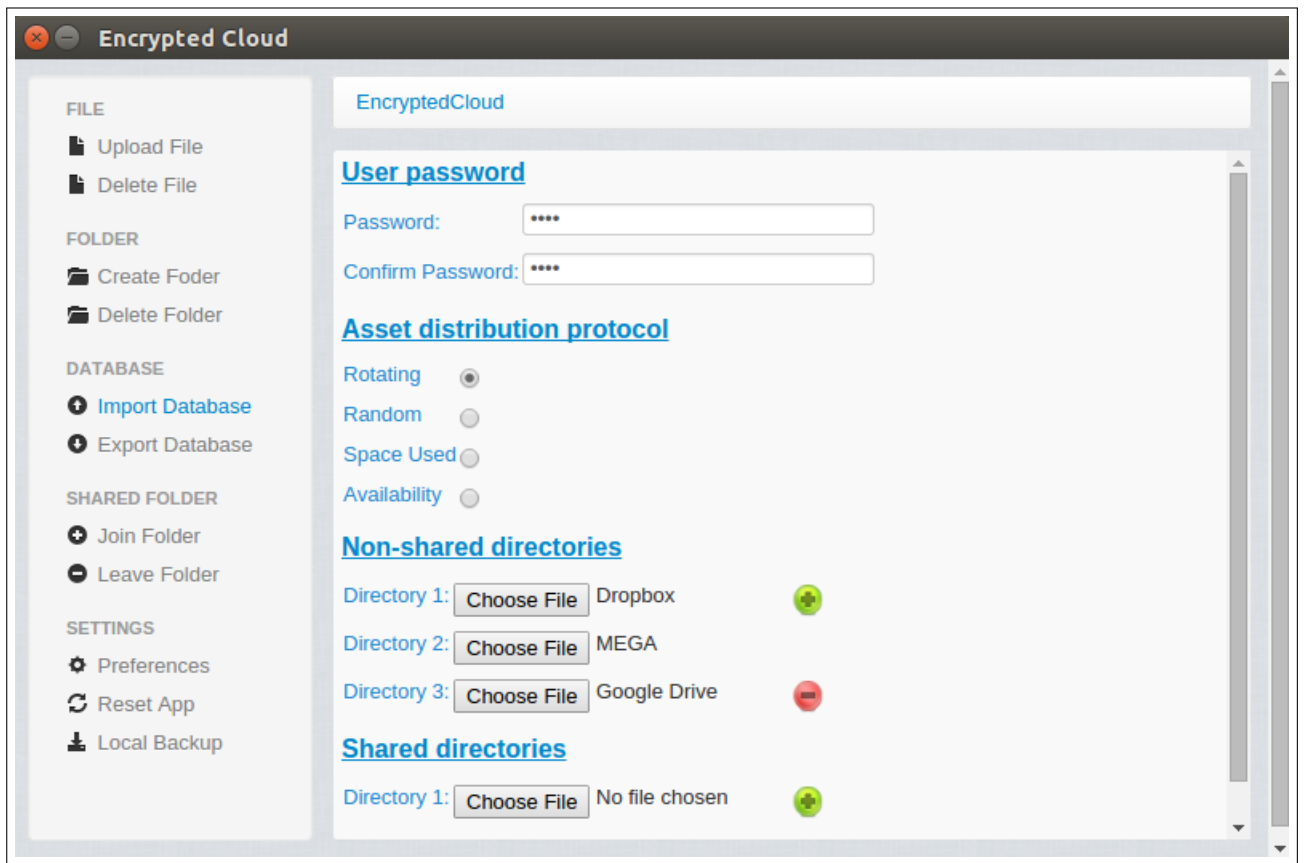 Encrypted Cloud
FILE
Upload File
Delete File
FOLDER
Create Foder
Delete Folder
DATABASE
Import Database
Export Database
SHARED FOLDER
Join Folder
Leave Folder
SETTINGS
Preferences
Reset App
Local Backup
EncryptedCloud
User password
Password: ••••
Confirm Password: ••••
Asset distribution protocol
Rotating
Random
Space Used
Availability
Non-shared directories
Directory 1: Choose File Dropbox
Directory 2: Choose File MEGA
Directory 3: Choose File Google Drive
Shared directories
Directory 1: Choose File No file chosen